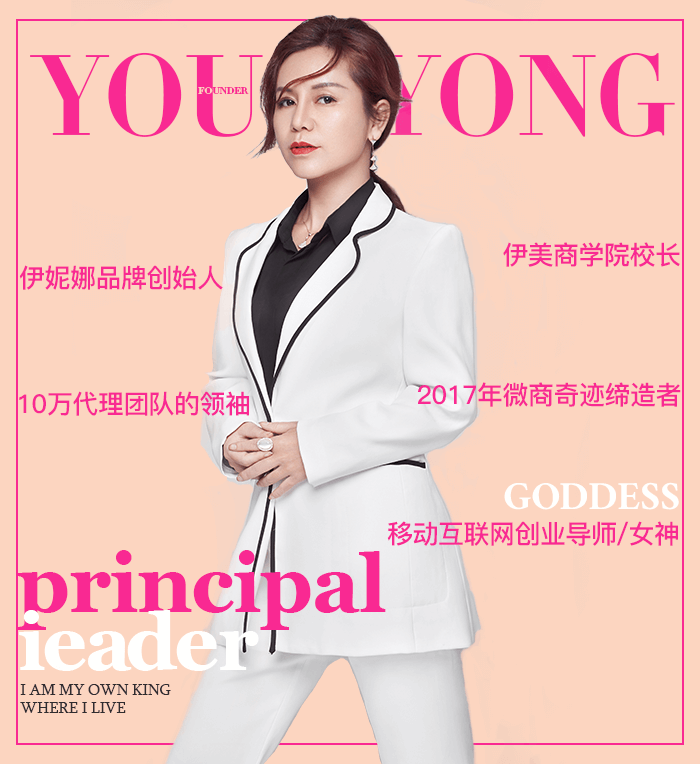 YOU YONG
FOUNDER
伊美商学院校长
伊妮娜品牌创始人
2017年微商奇迹缔造者
10万代理团队的领袖
GODDESS
移动互联网创业导师/女神
principal
ieader
I AM MY OWN KING
WHERE I LIVE